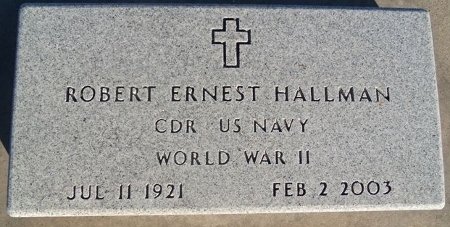 ROBERT ERNEST HALLMAN
CDR US NAVY
WORLD WAR II
JUL 11 1921 FEB 2 2003